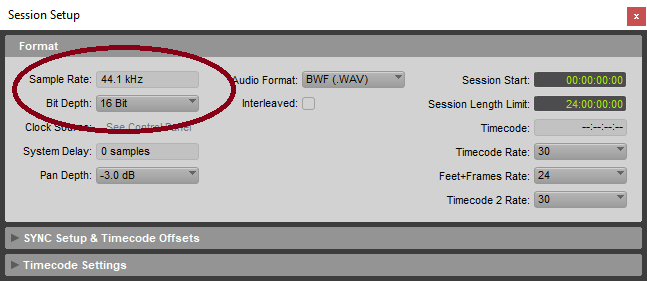 Session Setup
x
Format
Sample Rate: 44.1 kHz
Bit Depth: 16 Bit
Clock Source: See Control Panel
System Delay: 0 samples
Pan Depth: -3.0 dB
Audio Format: BWF (.WAV)
Interleaved:
Session Start: 00:00:00:00
Session Length Limit: 24:00:00:00
Timecode: --:--:--:--
Timecode Rate: 30
Feet+Frames Rate: 24
Timecode 2 Rate: 30
SYNC Setup & Timecode Offsets
Timecode Settings